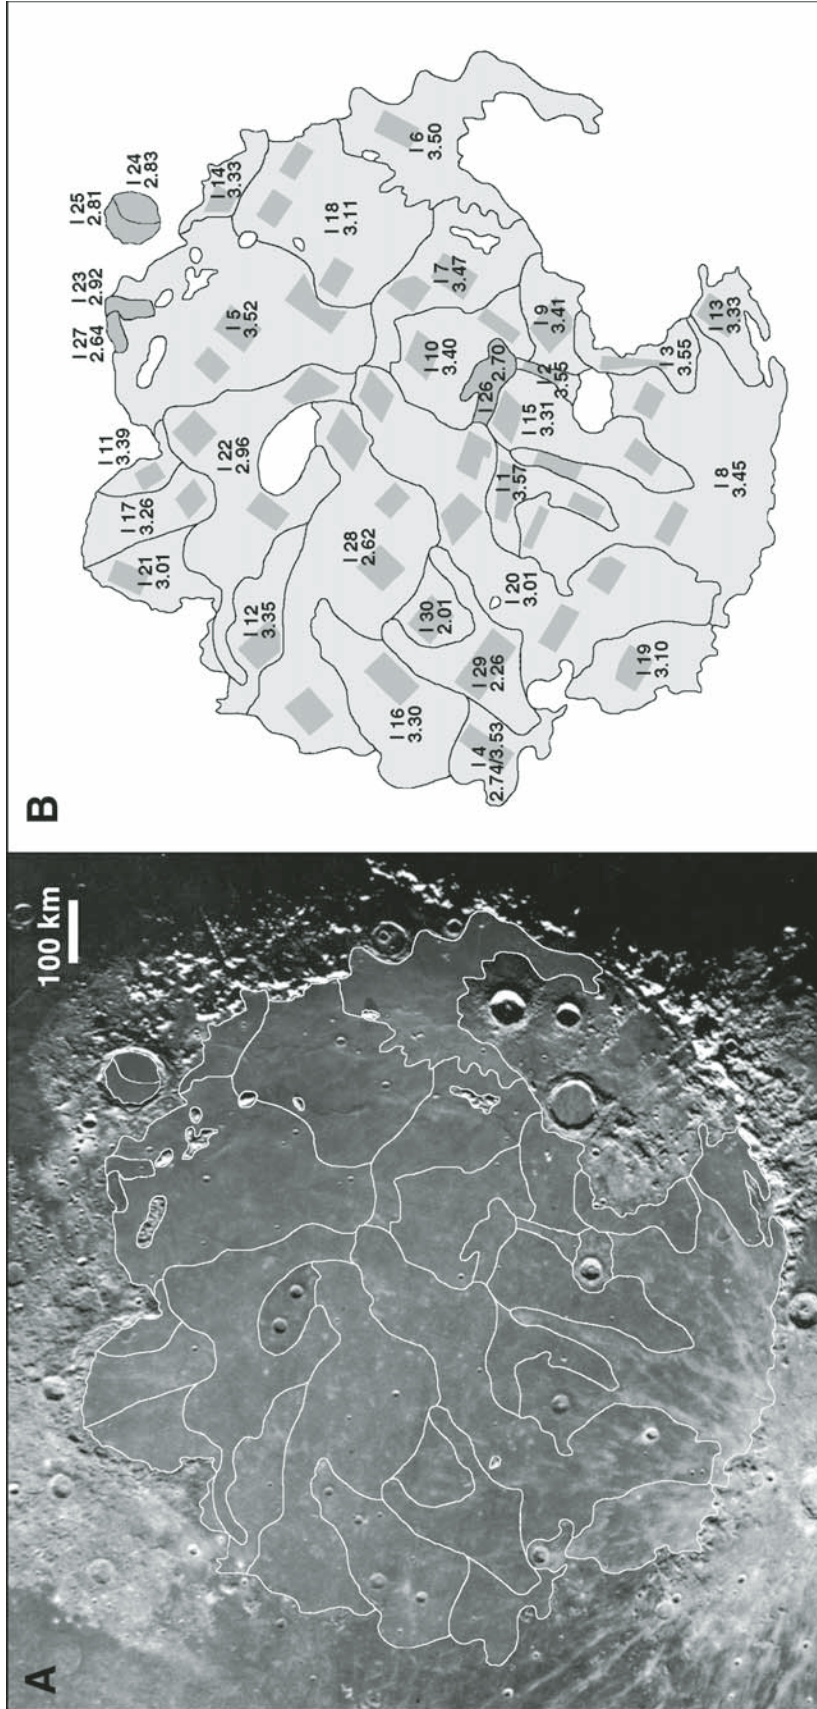 A
100 km
B
I 27
2.64
I 23
2.92
I 25
2.81
I 24
2.83
I 11
3.39
I 17
3.26
I 21
3.01
I 14
3.33
I 5
3.52
I 22
2.96
I 12
3.35
I 18
3.11
I 28
2.62
I 16
3.30
I 6
3.50
I 10
3.40
I 7
3.47
I 30
2.01
I 4
2.74/3.53
I 29
2.26
I 26
2.70
I 1
3.57
I 20
3.01
I 15
3.31
I 2
3.55
I 9
3.41
I 19
3.10
I 3
3.55
I 8
3.45
I 13
3.33